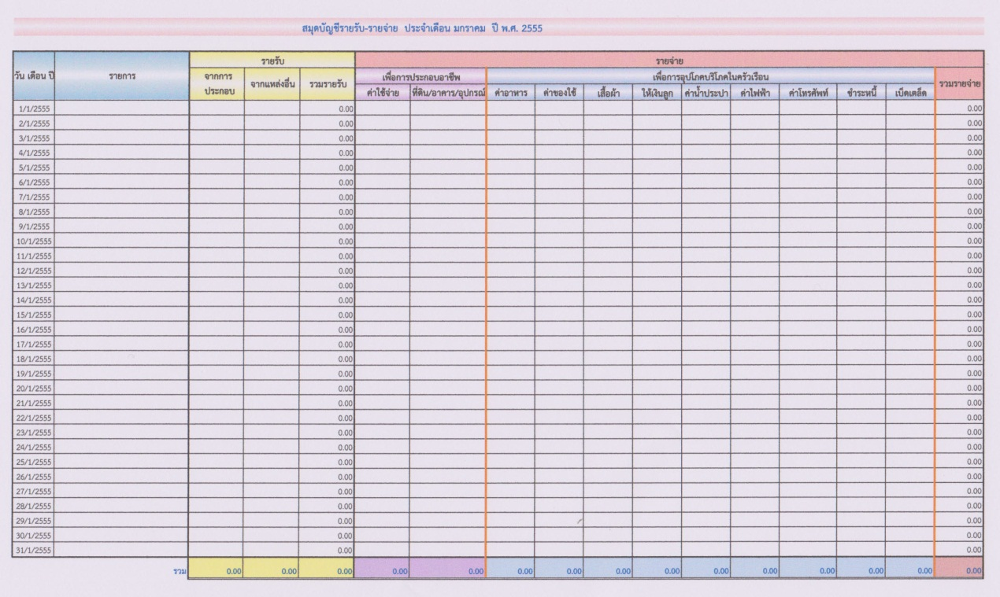 สมุดบัญชีรายรับ-รายจ่าย ประจำเดือน มกราคม ปี พ.ศ. 2555
วัน เดือน ปี รายการ รายรับ รายจ่าย
จากการประกอบ จากแหล่งอื่น รวมรายรับ เพื่อการประกอบอาชีพ เพื่อการอุปโภคบริโภคในครัวเรือน รวมรายจ่าย
ค่าใช้จ่าย ที่ดิน/อาคาร/อุปกรณ์ ค่าอาหาร ค่าของใช้ เสื้อผ้า ให้เงินลูก ค่าน้ำประปา ค่าไฟฟ้า ค่าโทรศัพท์ ชำระหนี้ เบ็ดเตล็ด
1/1/2555 0.00 0.00
2/1/2555 0.00 0.00
3/1/2555 0.00 0.00
4/1/2555 0.00 0.00
5/1/2555 0.00 0.00
6/1/2555 0.00 0.00
7/1/2555 0.00 0.00
8/1/2555 0.00 0.00
9/1/2555 0.00 0.00
10/1/2555 0.00 0.00
11/1/2555 0.00 0.00
12/1/2555 0.00 0.00
13/1/2555 0.00 0.00
14/1/2555 0.00 0.00
15/1/2555 0.00 0.00
16/1/2555 0.00 0.00
17/1/2555 0.00 0.00
18/1/2555 0.00 0.00
19/1/2555 0.00 0.00
20/1/2555 0.00 0.00
21/1/2555 0.00 0.00
22/1/2555 0.00 0.00
23/1/2555 0.00 0.00
24/1/2555 0.00 0.00
25/1/2555 0.00 0.00
26/1/2555 0.00 0.00
27/1/2555 0.00 0.00
28/1/2555 0.00 0.00
29/1/2555 0.00 0.00
30/1/2555 0.00 0.00
31/1/2555 0.00 0.00
รวม 0.00 0.00 0.00 0.00 0.00 0.00 0.00 0.00 0.00 0.00 0.00 0.00 0.00 0.00 0.00